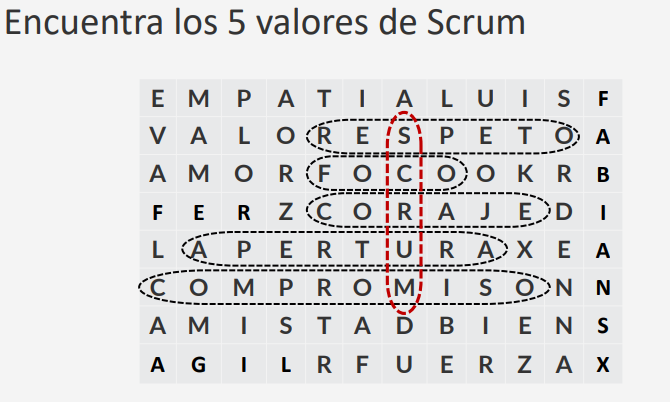 Encuentra los 5 valores de Scrum
E M P A T I A L U I S F
V A L O R E S P E T O A
A M O R F O C O O K R B
F E R Z C O R A J E D I
L A P E R T U R A X E A
C O M P R O M I S O N N
A M I S T A D B I E N S
A G I L R F U E R Z A X